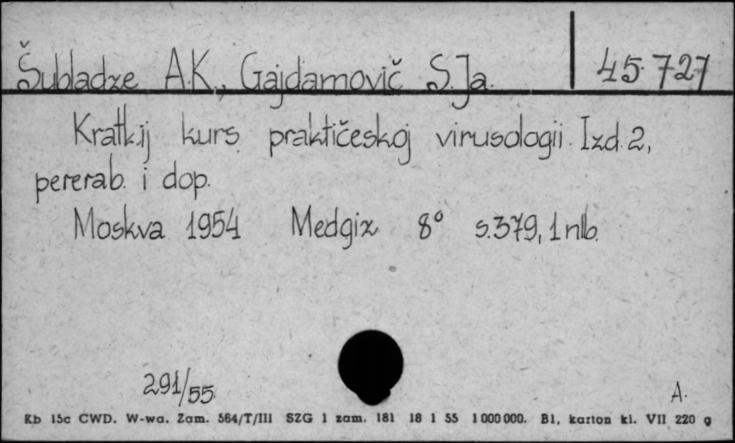 Šubladze A.K., Gajdamovič S.Ja. 45.727
Kratkij kurs praktičeskoj virusologii. Izd. 2,
pererab. i dop.
Moskva 1954 Medgiz 8° s.379, 1 nlb.
291/55
A.
Kb 15c CWD. W-wa. Zam. 564/T/III SZG 1 zam. 181 18 1 55 1 000 000. Bl. karton kl. VII 220 g